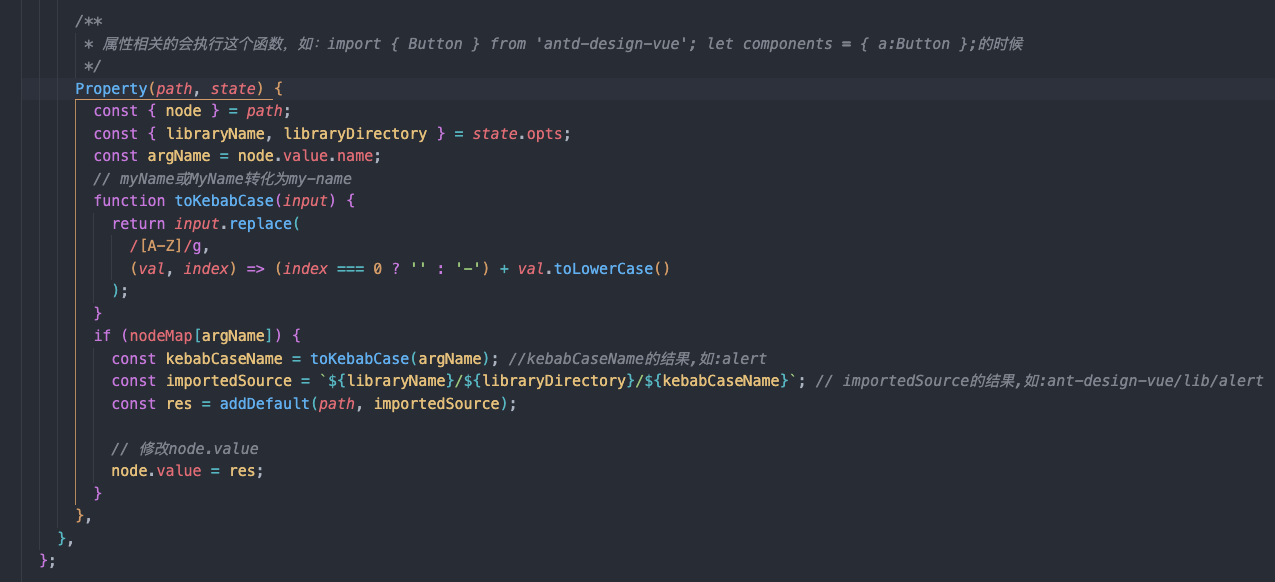 /**
* 属性相关的会执行这个函数，如：import { Button } from 'antd-design-vue'; let components = { a:Button };的时候
*/
Property(path, state) {
const { node } = path;
const { libraryName, libraryDirectory } = state.opts;
const argName = node.value.name;
// myName或MyName转化为my-name
function toKebabCase(input) {
return input.replace(
/[A-Z]/g,
(val, index) => (index === 0 ? '' : '-') + val.toLowerCase()
);
}
if (nodeMap[argName]) {
const kebabCaseName = toKebabCase(argName); //kebabCaseName的结果,如:alert
const importedSource = `${libraryName}/${libraryDirectory}/${kebabCaseName}`; // importedSource的结果,如:ant-design-vue/lib/alert
const res = addDefault(path, importedSource);
// 修改node.value
node.value = res;
}
},
},
};